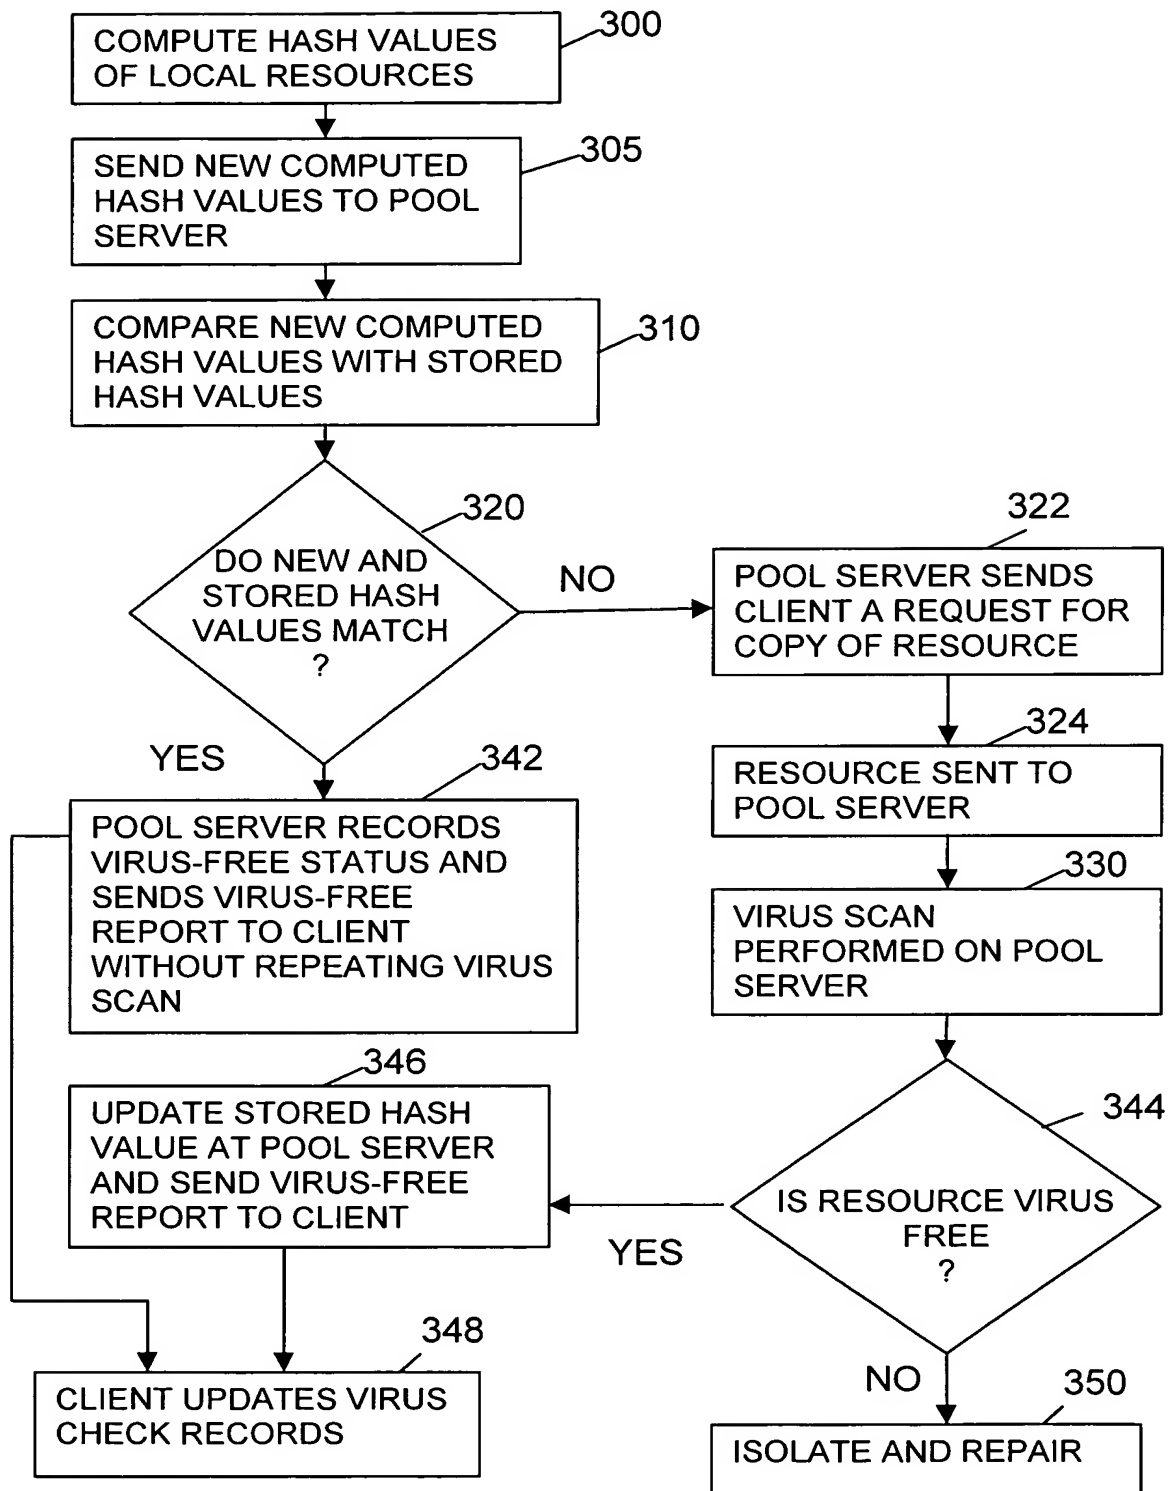 300
COMPUTE HASH VALUES
OF LOCAL RESOURCES
305
SEND NEW COMPUTED
HASH VALUES TO POOL
SERVER
310
COMPARE NEW COMPUTED
HASH VALUES WITH STORED
HASH VALUES
320
DO NEW AND
STORED HASH
VALUES MATCH
?
NO
322
POOL SERVER SENDS
CLIENT A REQUEST FOR
COPY OF RESOURCE
324
RESOURCE SENT TO
POOL SERVER
330
VIRUS SCAN
PERFORMED ON POOL
SERVER
YES
342
POOL SERVER RECORDS
VIRUS-FREE STATUS AND
SENDS VIRUS-FREE
REPORT TO CLIENT
WITHOUT REPEATING VIRUS
SCAN
344
IS RESOURCE VIRUS
FREE
?
YES
346
UPDATE STORED HASH
VALUE AT POOL SERVER
AND SEND VIRUS-FREE
REPORT TO CLIENT
348
CLIENT UPDATES VIRUS
CHECK RECORDS
NO
350
ISOLATE AND REPAIR